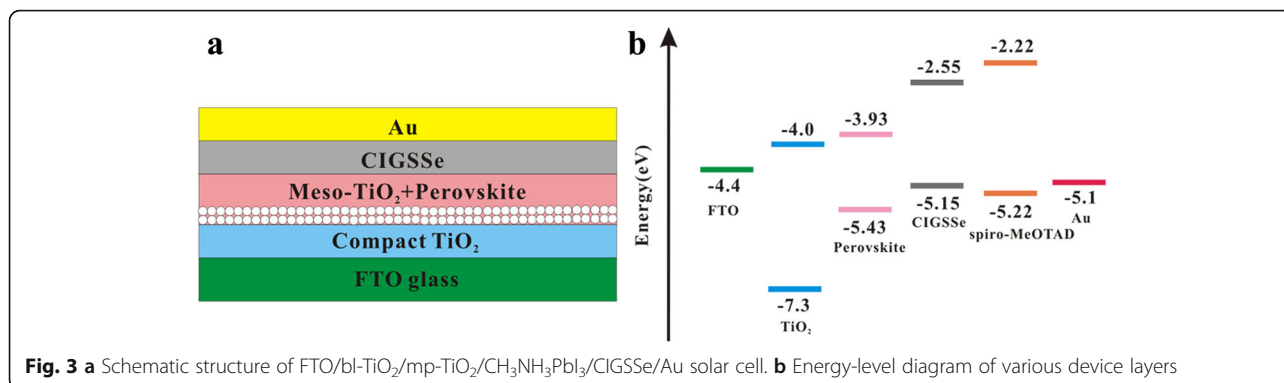 a
Au
CIGSSe
Meso-TiO₂+Perovskite
Compact TiO₂
FTO glass
b
Energy(eV)
-4.4
FTO
-4.0
-7.3
TiO₂
-3.93
-5.43
Perovskite
-2.55
-5.15
CIGSSe
-2.22
-5.22
spiro-MeOTAD
-5.1
Au
Fig. 3 a Schematic structure of FTO/bl-TiO₂/mp-TiO₂/CH₃NH₃PbI₃/CIGSSe/Au solar cell. b Energy-level diagram of various device layers